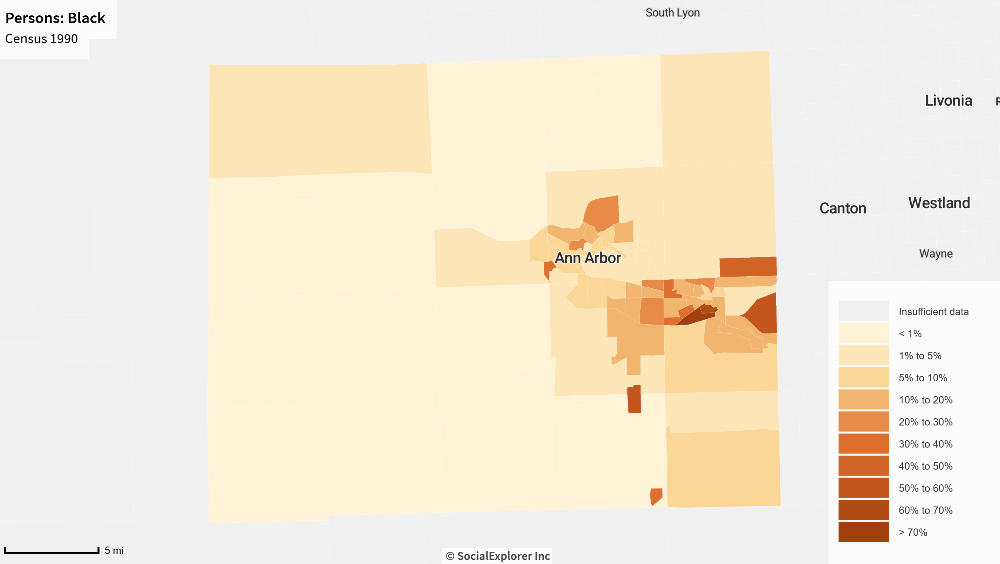 Persons: Black
Census 1990
South Lyon
Livonia
Canton
Westland
Wayne
Ann Arbor
Insufficient data
< 1%
1% to 5%
5% to 10%
10% to 20%
20% to 30%
30% to 40%
40% to 50%
50% to 60%
60% to 70%
> 70%
5 mi
© SocialExplorer Inc